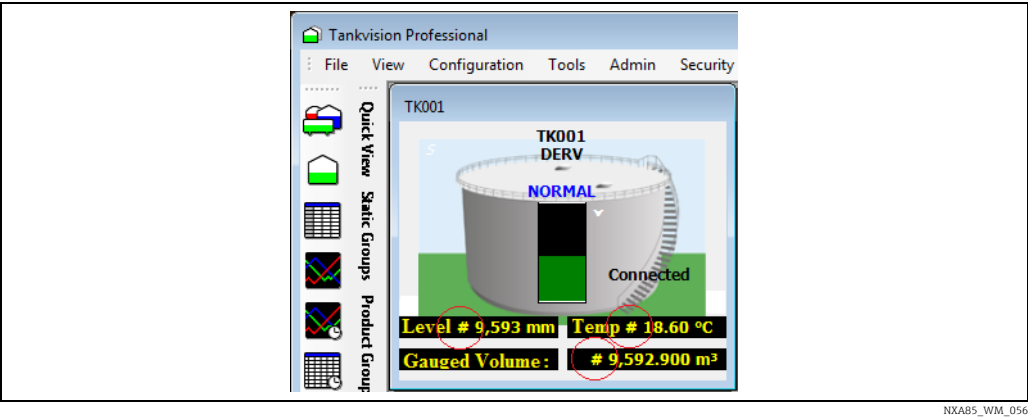 Tankvision Professional
File View Configuration Tools Admin Security
Quick View
Static Groups
Product Group
TK001
S
TK001
DERV
NORMAL
Connected
Level # 9,593 mm
Temp # 18.60 °C
Gauged Volume :
# 9,592.900 m³
NXA85_WM_056